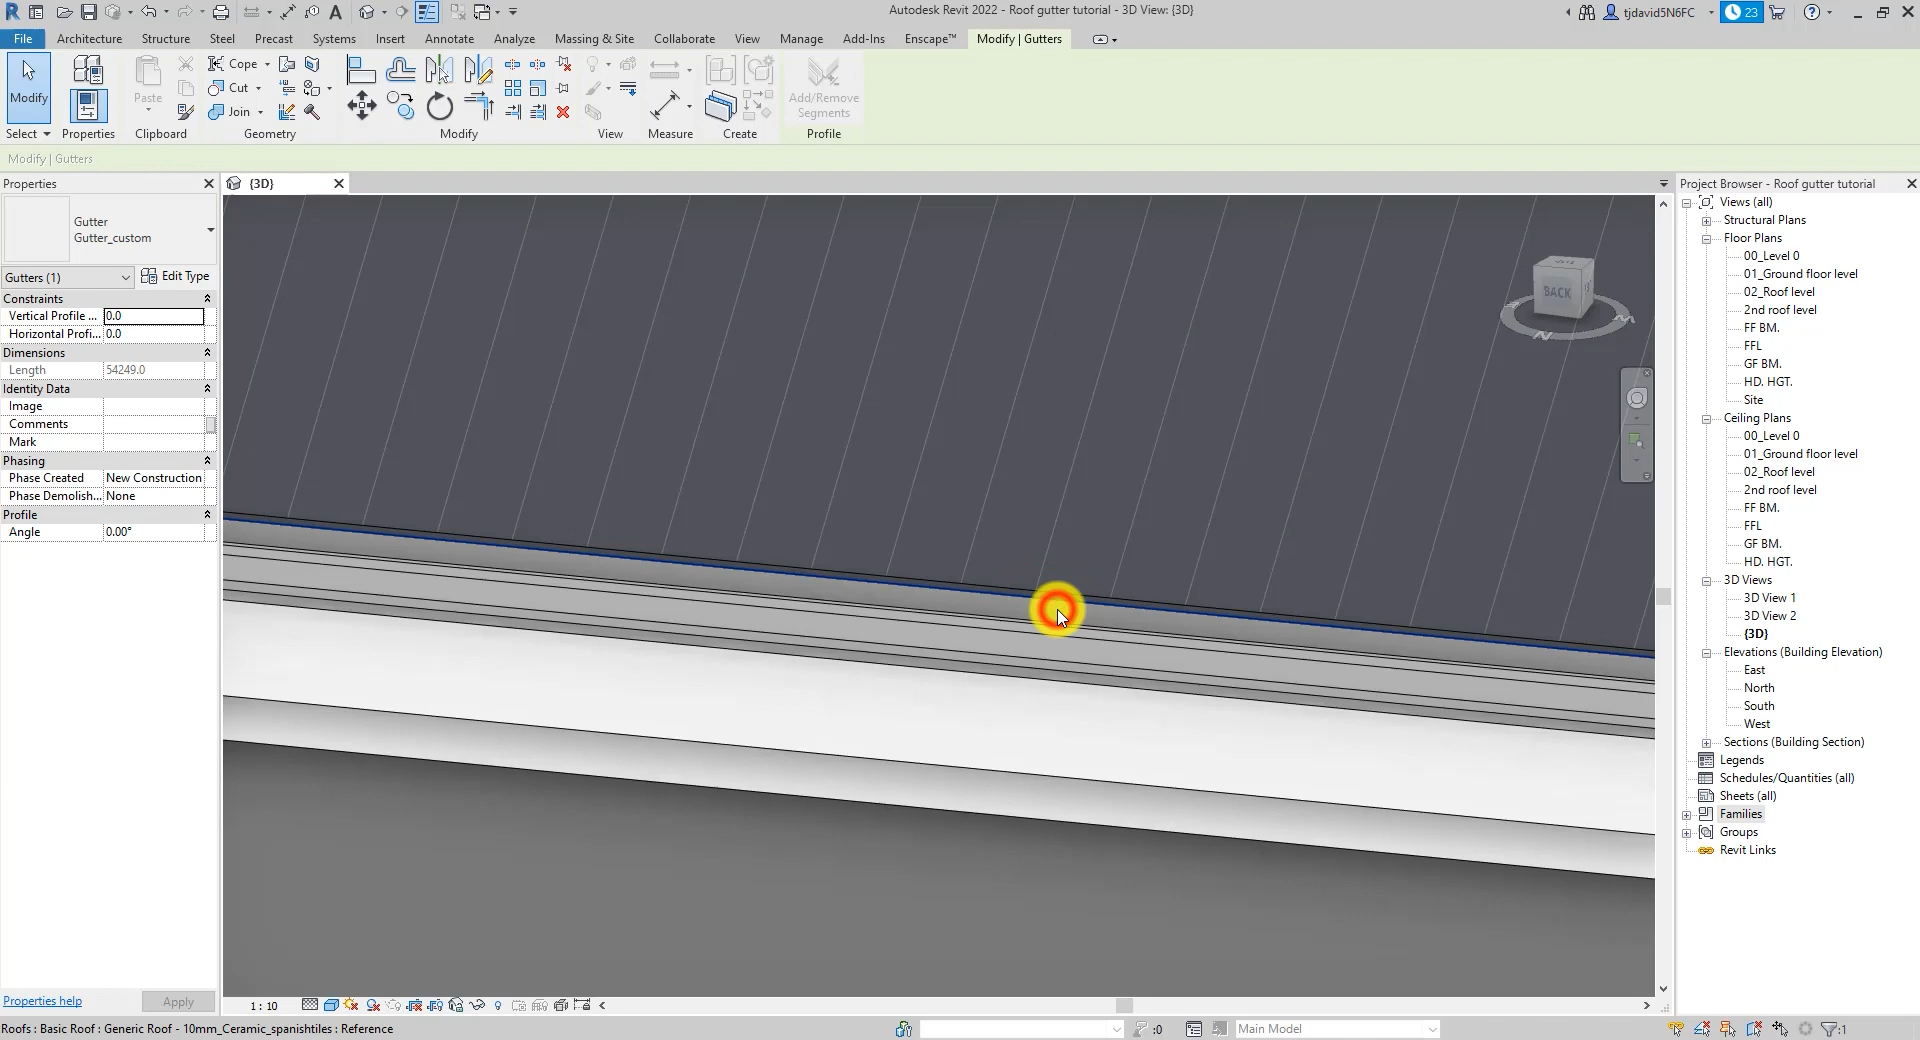 Autodesk Revit 2022 - Roof gutter tutorial - 3D View: {3D}
tjdavid5N6FC
23
File
Architecture
Structure
Steel
Precast
Systems
Insert
Annotate
Analyze
Massing & Site
Collaborate
View
Manage
Add-Ins
Enscape™
Modify | Gutters
Modify
Paste
Cope
Cut
Join
Add/Remove
Segments
Select
Properties
Clipboard
Geometry
Modify
View
Measure
Create
Profile
Modify | Gutters
Properties
Gutter
Gutter_custom
Gutters (1)
Edit Type
Constraints
Vertical Profile ...
0.0
Horizontal Profi...
0.0
Dimensions
Length
54249.0
Identity Data
Image
Comments
Mark
Phasing
Phase Created
New Construction
Phase Demolish...
None
Profile
Angle
0.00°
Properties help
Apply
{3D}
BACK
1 : 10
Project Browser - Roof gutter tutorial
Views (all)
Structural Plans
Floor Plans
00_Level 0
01_Ground floor level
02_Roof level
2nd roof level
FF BM.
FFL
GF BM.
HD. HGT.
Site
Ceiling Plans
00_Level 0
01_Ground floor level
02_Roof level
2nd roof level
FF BM.
FFL
GF BM.
HD. HGT.
3D Views
3D View 1
3D View 2
{3D}
Elevations (Building Elevation)
East
North
South
West
Sections (Building Section)
Legends
Schedules/Quantities (all)
Sheets (all)
Families
Groups
Revit Links
Roofs : Basic Roof : Generic Roof - 10mm_Ceramic_spanishtiles : Reference
:0
Main Model
:1